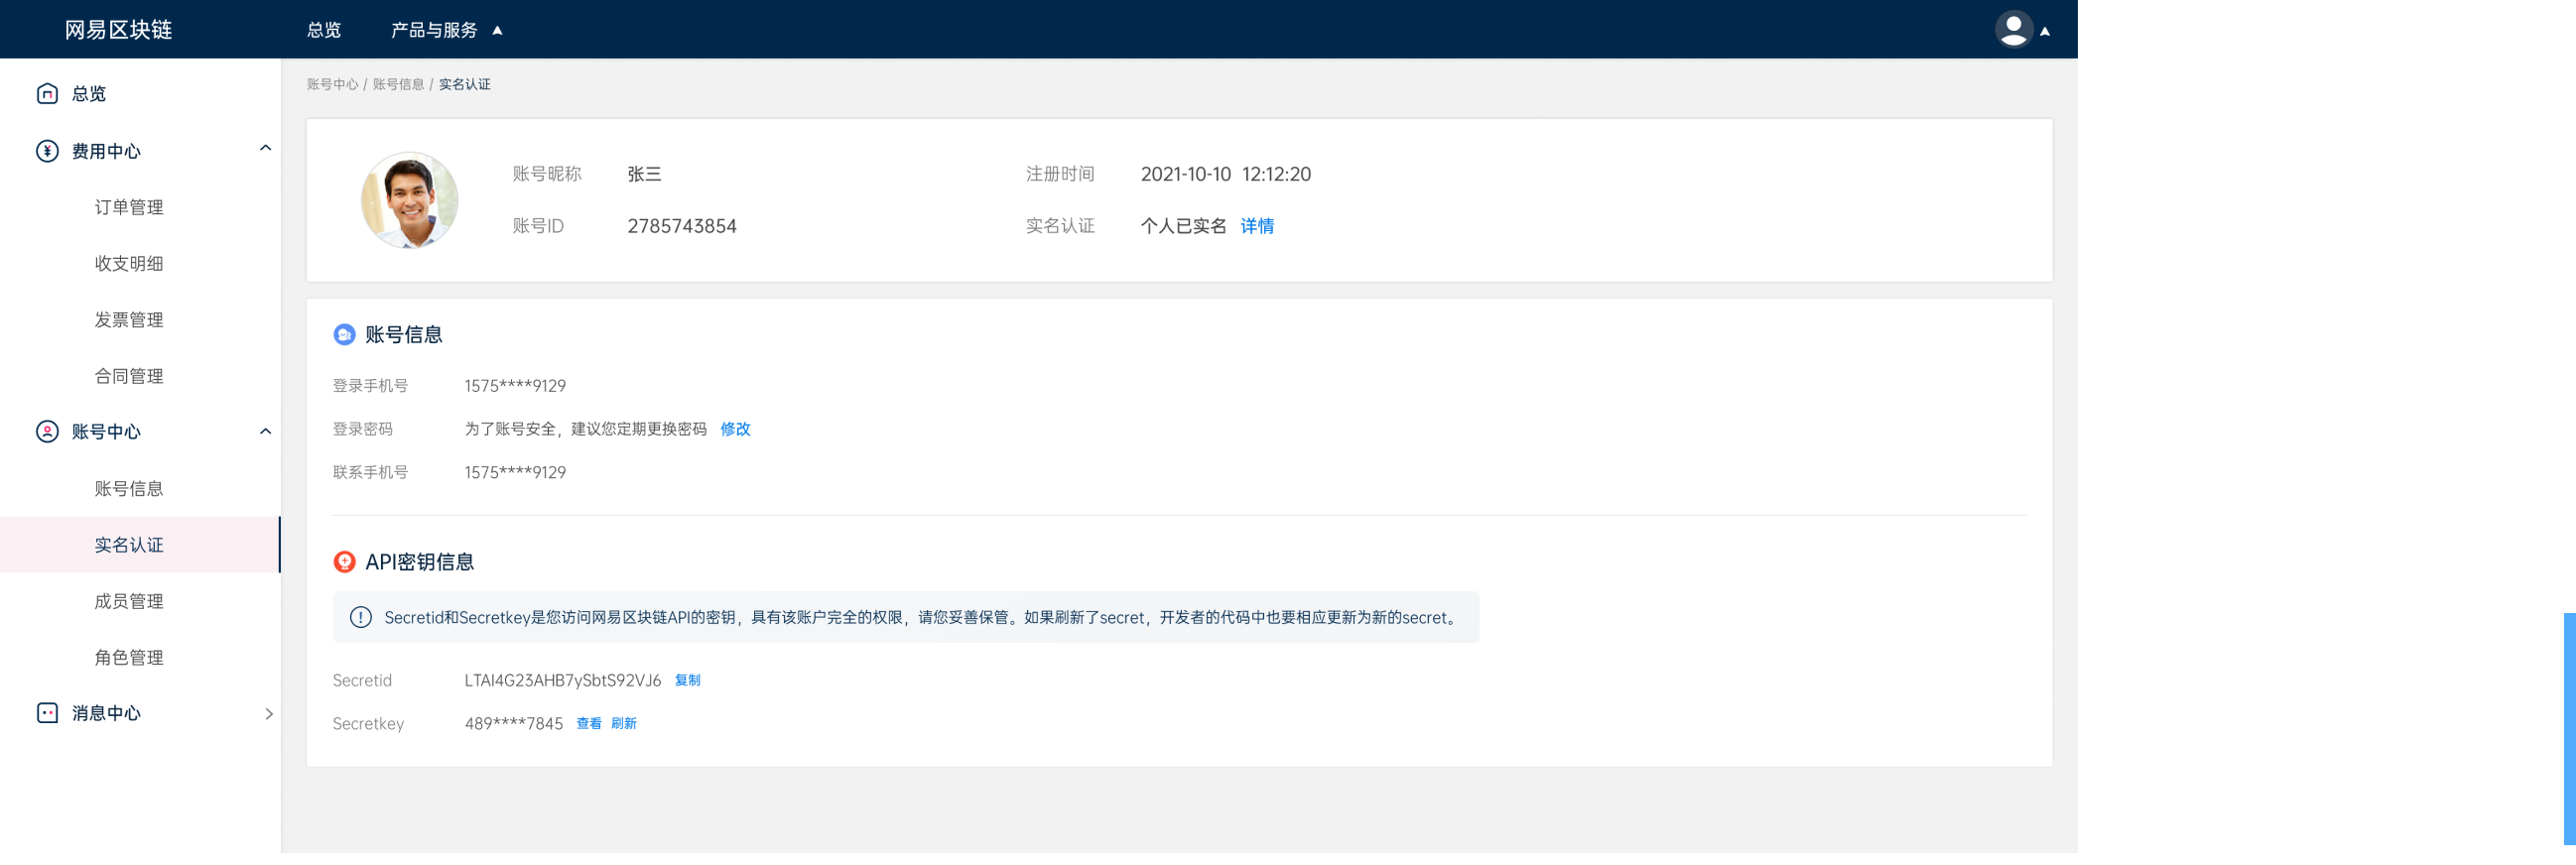 网易区块链 总览 产品与服务
总览
费用中心
订单管理
收支明细
发票管理
合同管理
账号中心
账号信息
实名认证
成员管理
角色管理
消息中心
账号中心 / 账号信息 / 实名认证
账号昵称 张三 注册时间 2021-10-10 12:12:20
账号ID 2785743854 实名认证 个人已实名 详情
账号信息
登录手机号 1575****9129
登录密码 为了账号安全，建议您定期更换密码 修改
联系手机号 1575****9129
API密钥信息
Secretid和Secretkey是您访问网易区块链API的密钥，具有该账户完全的权限，请您妥善保管。如果刷新了secret，开发者的代码中也要相应更新为新的secret。
Secretid LTAI4G23AHB7ySbtS92VJ6 复制
Secretkey 489****7845 查看 刷新